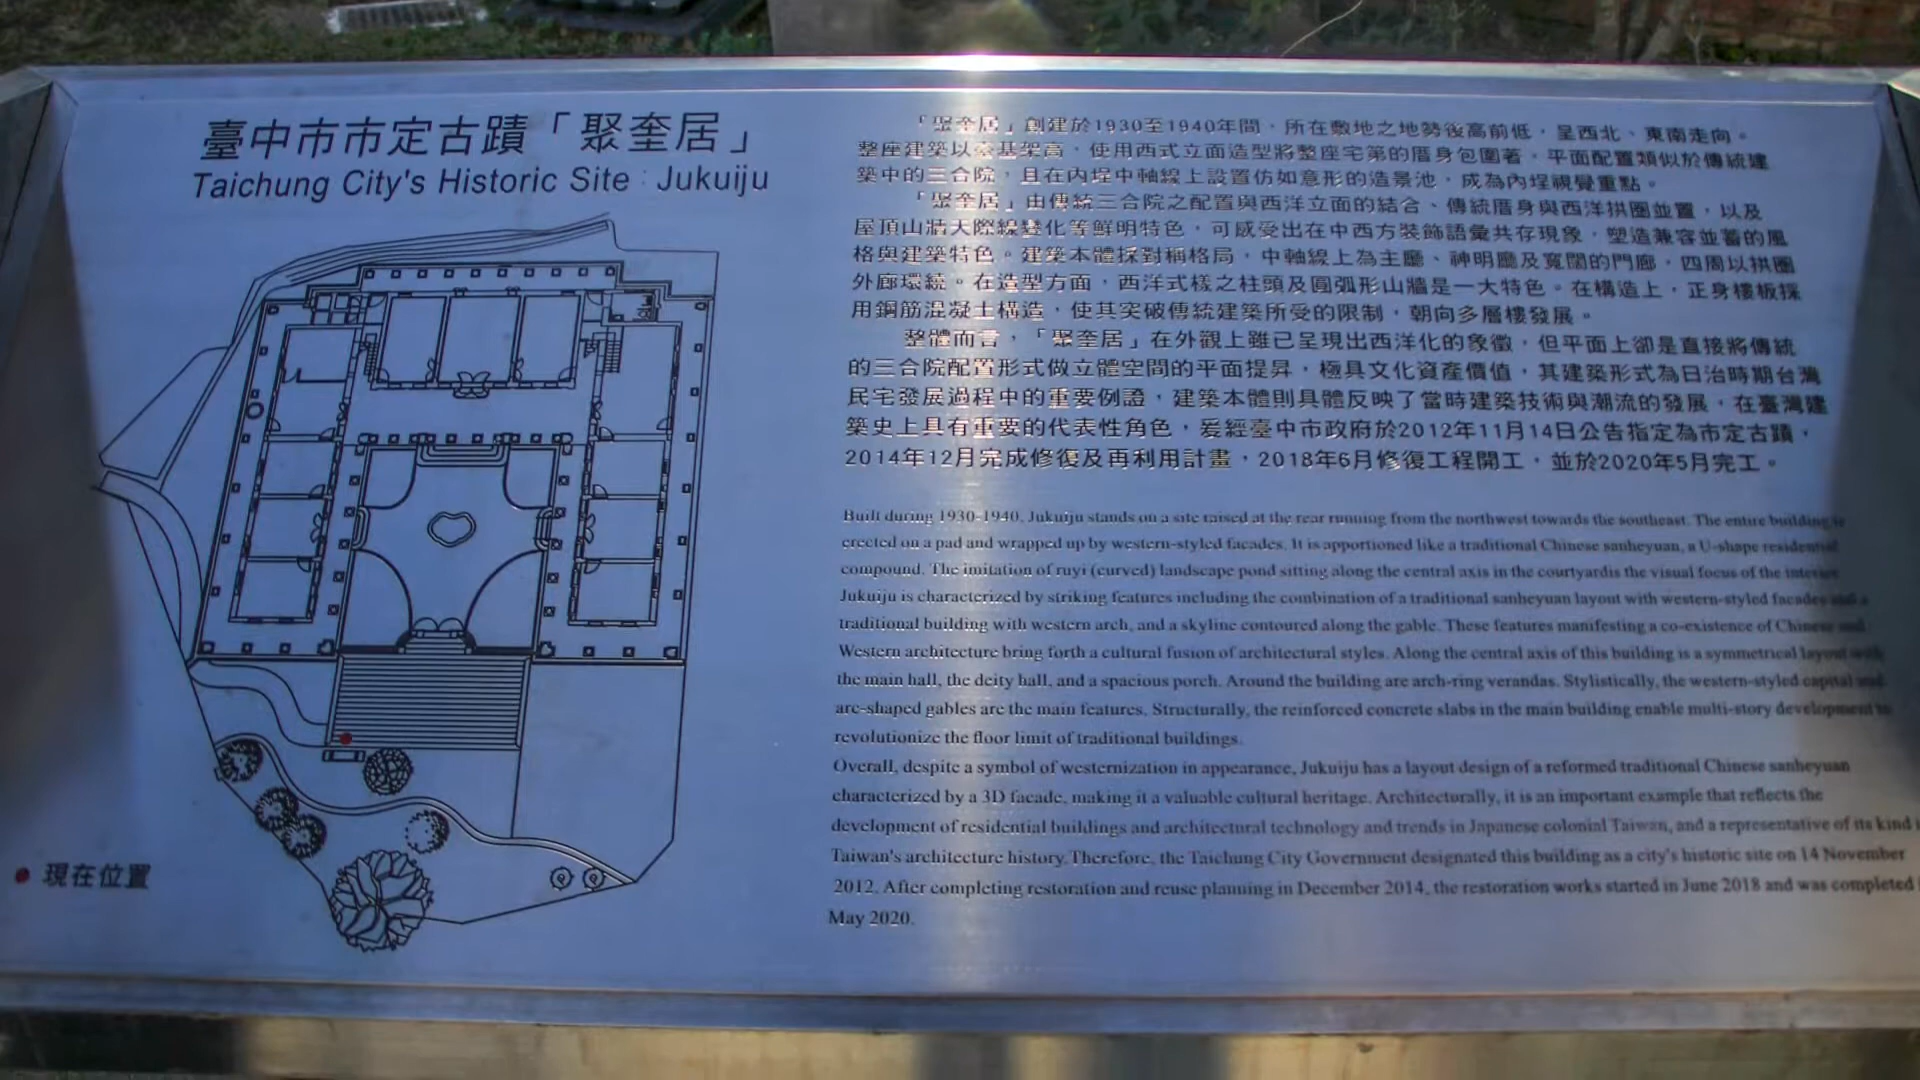 臺中市市定古蹟「聚奎居」
Taichung City's Historic Site : Jukuiju
現在位置
「聚奎居」創建於1930至1940年間，所在敷地之地勢後高前低，呈西北、東南走向。
整座建築以臺基架高，使用西式立面造型將整座宅第的厝身包圍著，平面配置類似於傳統建
築中的三合院，且在內埕中軸線上設置仿如意形的造景池，成為內埕視覺重點。
「聚奎居」由傳統三合院之配置與西洋立面的結合、傳統厝身與西洋拱圈並置，以及
屋頂山牆天際線變化等鮮明特色，可感受出在中西方裝飾語彙共存現象，塑造兼容並蓄的風
格與建築特色。建築本體採對稱格局，中軸線上為主廳、神明廳及寬闊的門廊，四周以拱圈
外廊環繞。在造型方面，西洋式樣之柱頭及圓弧形山牆是一大特色。在構造上，正身樓板採
用鋼筋混凝土構造，使其突破傳統建築所受的限制，朝向多層樓發展。
整體而言，「聚奎居」在外觀上雖已呈現出西洋化的象徵，但平面上卻是直接將傳統
的三合院配置形式做立體空間的平面提昇，極具文化資產價值，其建築形式為日治時期台灣
民宅發展過程中的重要例證，建築本體則具體反映了當時建築技術與潮流的發展，在臺灣建
築史上具有重要的代表性角色，爰經臺中市政府於2012年11月14日公告指定為市定古蹟，
2014年12月完成修復及再利用計畫，2018年6月修復工程開工，並於2020年5月完工。
Built during 1930-1940, Jukuiju stands on a site raised at the rear running from the northwest towards the southeast. The entire building is
erected on a pad and wrapped up by western-styled facades. It is apportioned like a traditional Chinese sanheyuan, a U-shape residential
compound. The imitation of ruyi (curved) landscape pond sitting along the central axis in the courtyardis the visual focus of the
Jukuiju is characterized by striking features including the combination of a traditional sanheyuan layout with western-styled facades and a
traditional building with western arch, and a skyline contoured along the gable. These features manifesting a co-existence of Chinese and
Western architecture bring forth a cultural fusion of architectural styles. Along the central axis of this building is a symmetrical layout with
the main hall, the deity hall, and a spacious porch. Around the building are arch-ring verandas. Stylistically, the western-styled capital and
arc-shaped gables are the main features. Structurally, the reinforced concrete slabs in the main building enable multi-story development to
revolutionize the floor limit of traditional buildings.
Overall, despite a symbol of westernization in appearance, Jukuiju has a layout design of a reformed traditional Chinese sanheyuan
characterized by a 3D facade, making it a valuable cultural heritage. Architecturally, it is an important example that reflects the
development of residential buildings and architectural technology and trends in Japanese colonial Taiwan, and a representative of its kind
Taiwan's architecture history.Therefore, the Taichung City Government designated this building as a city's historic site on 14 November
2012. After completing restoration and reuse planning in December 2014, the restoration works started in June 2018 and was completed
May 2020.